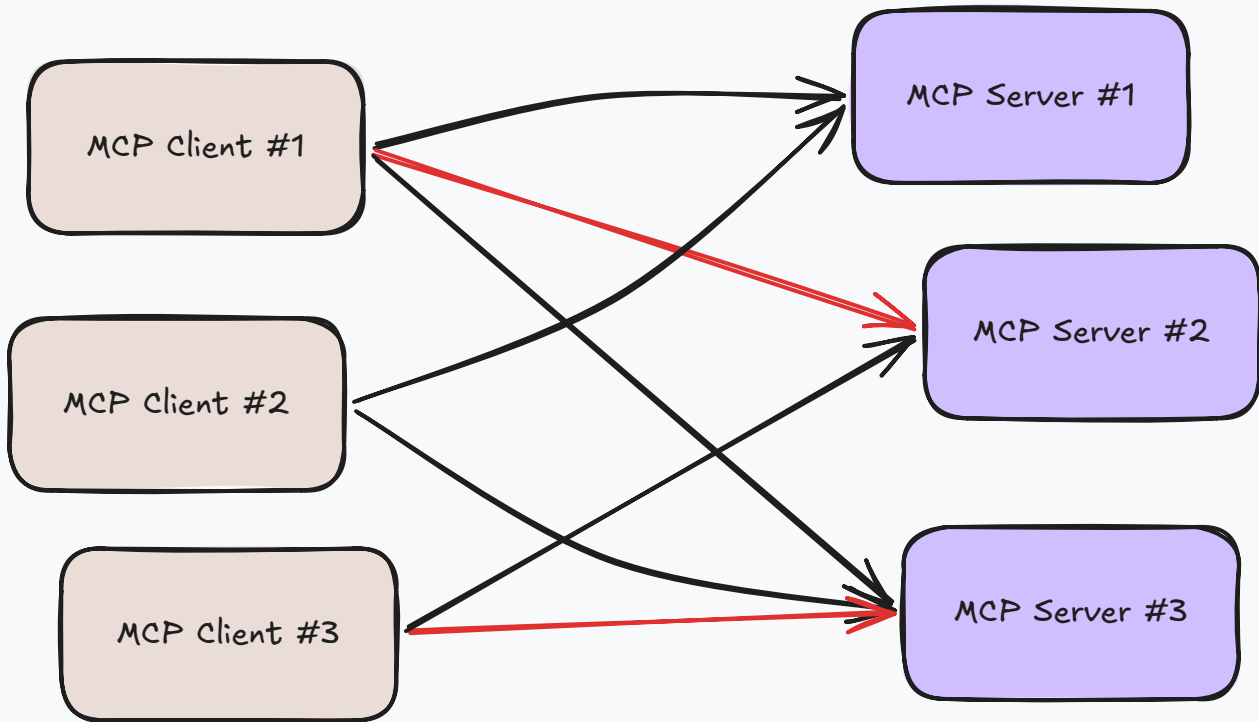 MCP Client #1
MCP Server #1
MCP Server #2
MCP Client #2
MCP Server #3
MCP Client #3